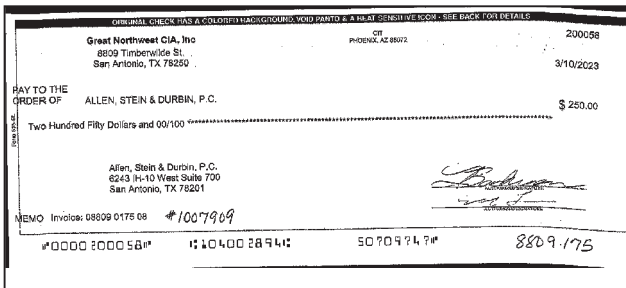 ORIGINAL CHECK HAS A COLORED BACKGROUND, VOID PANTO & A HEAT SENSITIVE ICON - SEE BACK FOR DETAILS
Great Northwest CIA, Inc
8809 Timberwilde St.
San Antonio, TX 78250
CIT
PHOENIX, AZ 85072
200058
3/10/2023
PAY TO THE
ORDER OF ALLEN, STEIN & DURBIN, P.C.
$ 250.00
Two Hundred Fifty Dollars and 00/100
Allen, Stein & Durbin, P.C.
6243 IH-10 West Suite 700
San Antonio, TX 78201
MEMO Invoice: 08809 0175 08 #1007909
8809.175